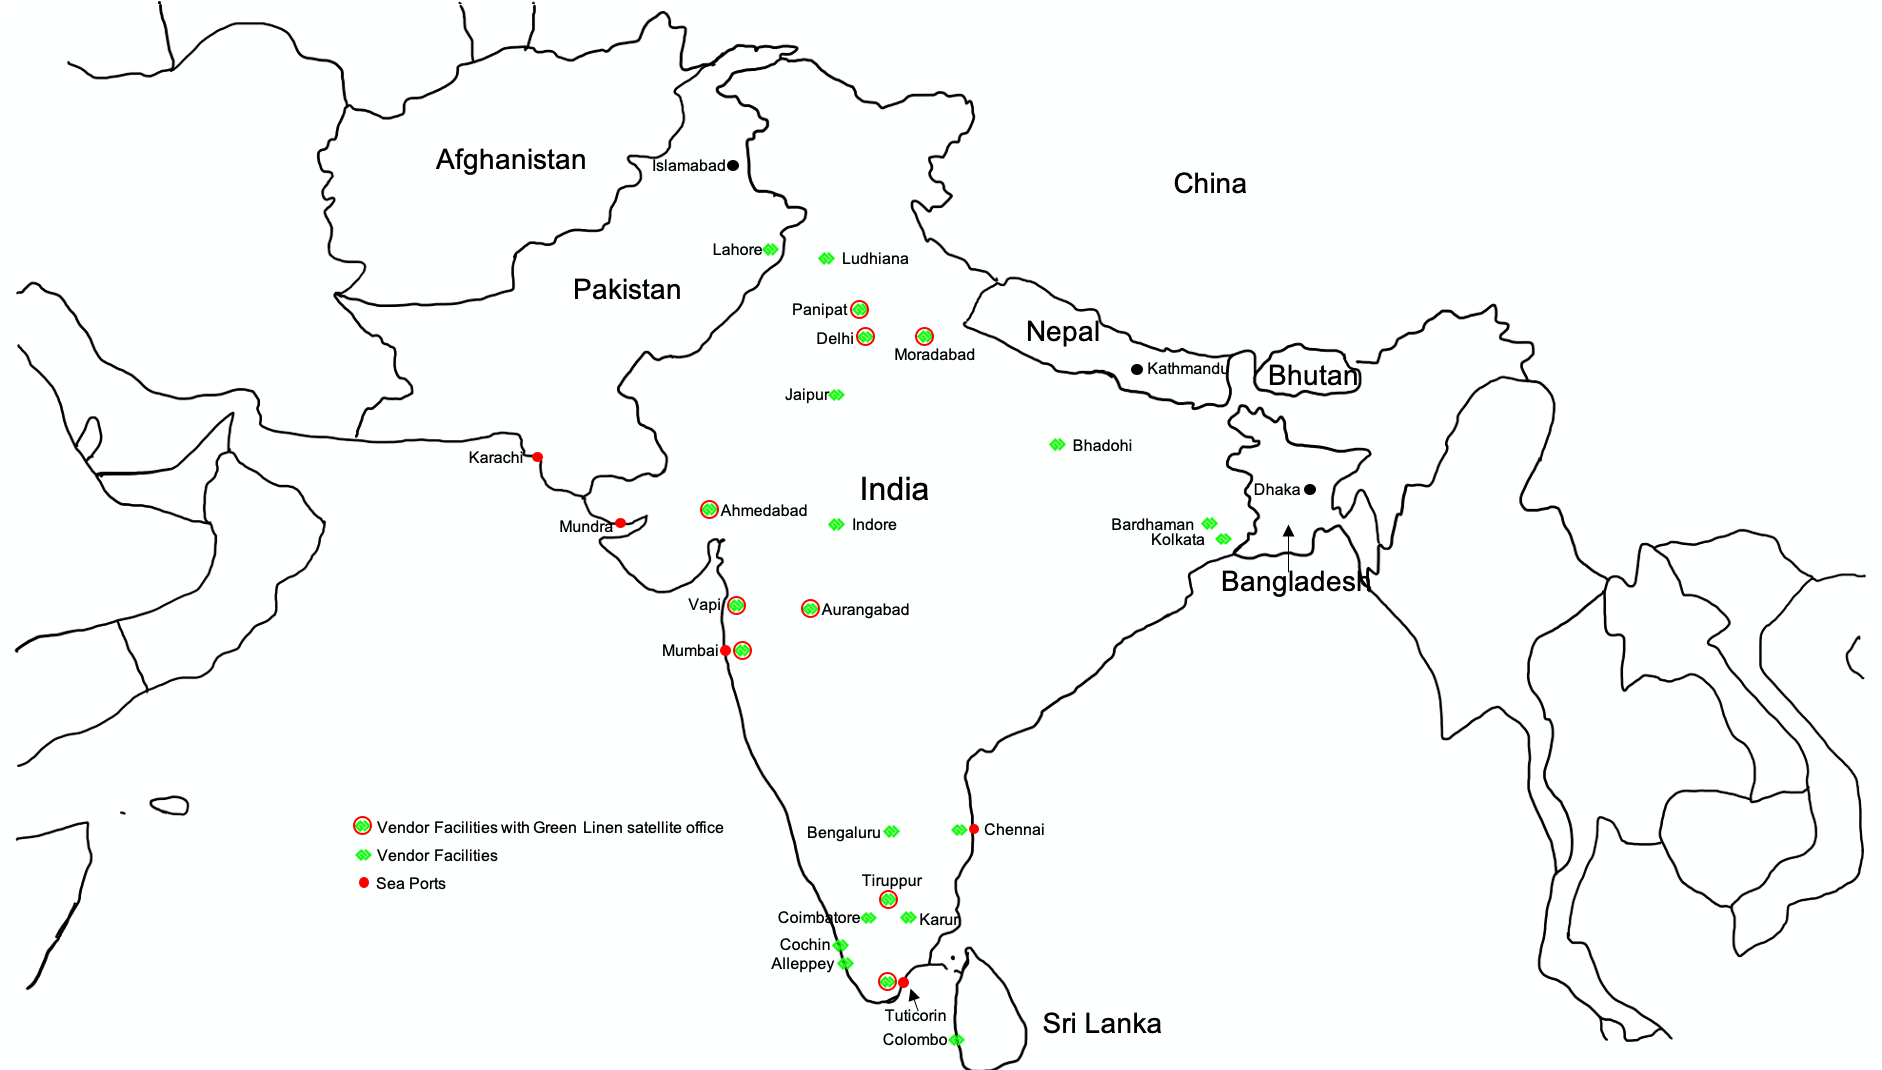 Afghanistan
Islamabad
China
Lahore
Ludhiana
Pakistan
Panipat
Delhi
Moradabad
Nepal
Kathmandu
Bhutan
Jaipur
Bhadohi
Karachi
India
Dhaka
Mundra
Ahmedabad
Indore
Bardhaman
Kolkata
Bangladesh
Vapi
Aurangabad
Mumbai
Vendor Facilities with Green Linen satellite office
Vendor Facilities
Sea Ports
Bengaluru
Chennai
Tiruppur
Coimbatore
Karur
Cochin
Alleppey
Tuticorin
Colombo
Sri Lanka